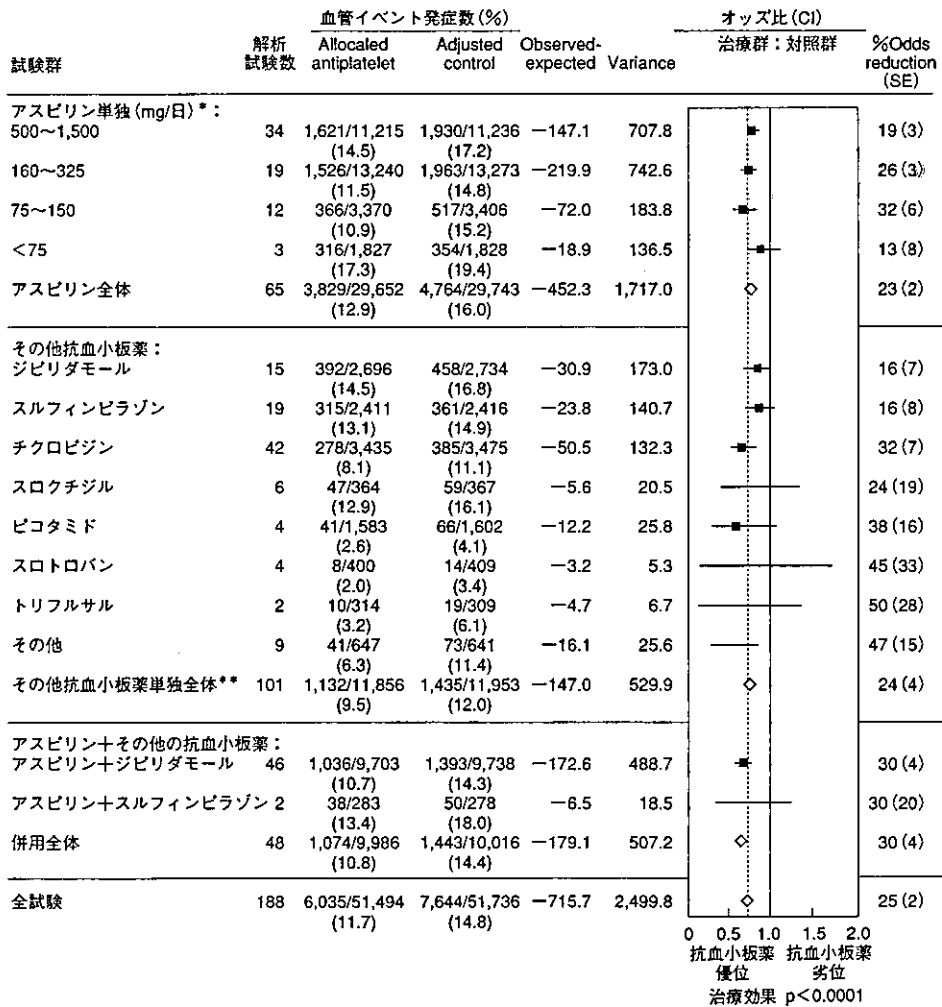 血管イベント発症数(%) オッズ比(CI)
試験群 解析試験数 Allocaled antiplatelet Adjusted control Observed-expected Variance 治療群:対照群 %Odds reduction (SE)
アスピリン単独(mg/日)*:
500~1,500 34 1,621/11,215 1,930/11,236 −147.1 707.8 19(3)
(14.5) (17.2)
160~325 19 1,526/13,240 1,963/13,273 −219.9 742.6 26(3)
(11.5) (14.8)
75~150 12 366/3,370 517/3,406 −72.0 183.8 32(6)
(10.9) (15.2)
<75 3 316/1,827 354/1,828 −18.9 136.5 13(8)
(17.3) (19.4)
アスピリン全体 65 3,829/29,652 4,764/29,743 −452.3 1,717.0 23(2)
(12.9) (16.0)
その他抗血小板薬:
ジピリダモール 15 392/2,696 458/2,734 −30.9 173.0 16(7)
(14.5) (16.8)
スルフィンピラゾン 19 315/2,411 361/2,416 −23.8 140.7 16(8)
(13.1) (14.9)
チクロピジン 42 278/3,435 385/3,475 −50.5 132.3 32(7)
(8.1) (11.1)
スロクチジル 6 47/364 59/367 −5.6 20.5 24(19)
(12.9) (16.1)
ピコタミド 4 41/1,583 66/1,602 −12.2 25.8 38(16)
(2.6) (4.1)
スロトロバン 4 8/400 14/409 −3.2 5.3 45(33)
(2.0) (3.4)
トリフルサル 2 10/314 19/309 −4.7 6.7 50(28)
(3.2) (6.1)
その他 9 41/647 73/641 −16.1 25.6 47(15)
(6.3) (11.4)
その他抗血小板薬単独全体** 101 1,132/11,856 1,435/11,953 −147.0 529.9 24(4)
(9.5) (12.0)
アスピリン+その他の抗血小板薬:
アスピリン+ジピリダモール 46 1,036/9,703 1,393/9,738 −172.6 488.7 30(4)
(10.7) (14.3)
アスピリン+スルフィンピラゾン 2 38/283 50/278 −6.5 18.5 30(20)
(13.4) (18.0)
併用全体 48 1,074/9,986 1,443/10,016 −179.1 507.2 30(4)
(10.8) (14.4)
全試験 188 6,035/51,494 7,644/51,736 −715.7 2,499.8 25(2)
(11.7) (14.8)
0 0.5 1.0 1.5 2.0
抗血小板薬 抗血小板薬
優位 劣位
治療効果 p<0.0001